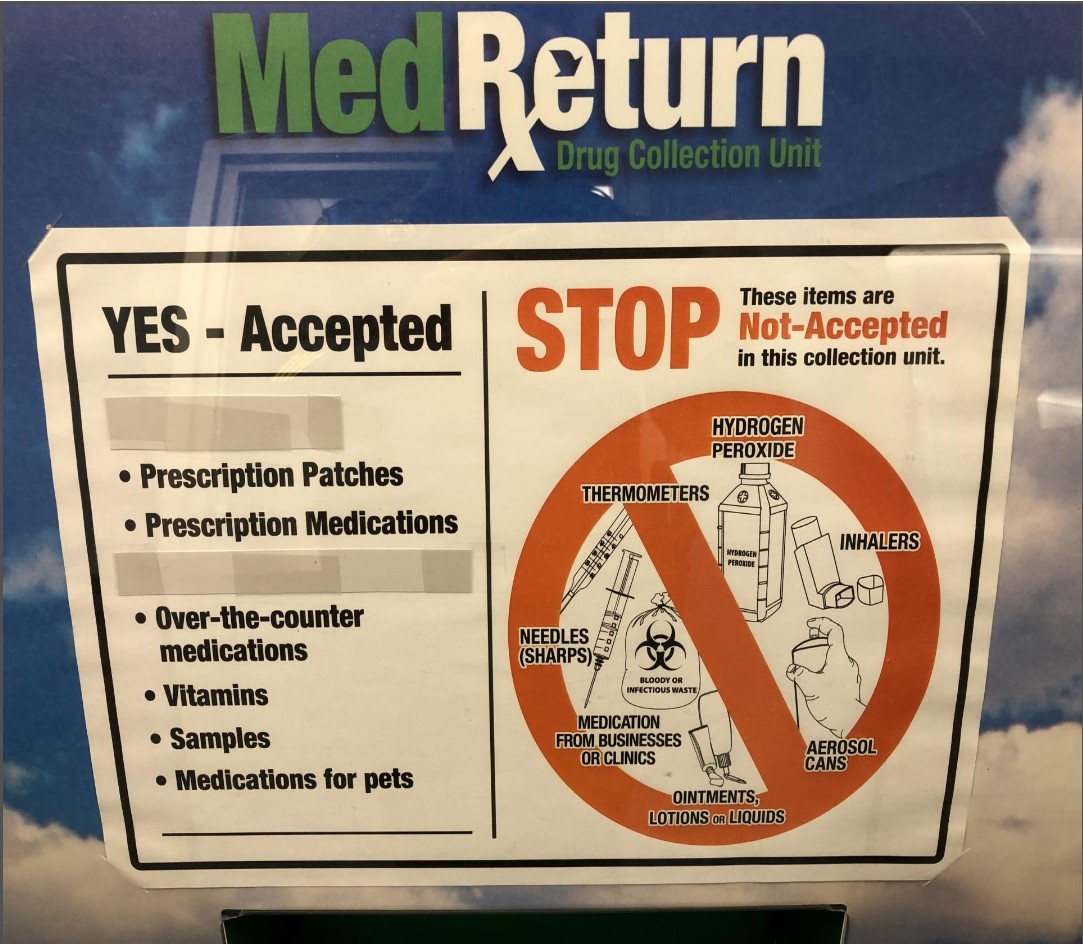 MedReturn
Drug Collection Unit
YES - Accepted
• Prescription Patches
• Prescription Medications
• Over-the-counter
medications
• Vitamins
• Samples
• Medications for pets
STOP
These items are
Not-Accepted
in this collection unit.
HYDROGEN
PEROXIDE
THERMOMETERS
HYDROGEN
PEROXIDE
INHALERS
NEEDLES
(SHARPS)
BLOODY OR
INFECTIOUS WASTE
MEDICATION
FROM BUSINESSES
OR CLINICS
AEROSOL
CANS
OINTMENTS,
LOTIONS OR LIQUIDS